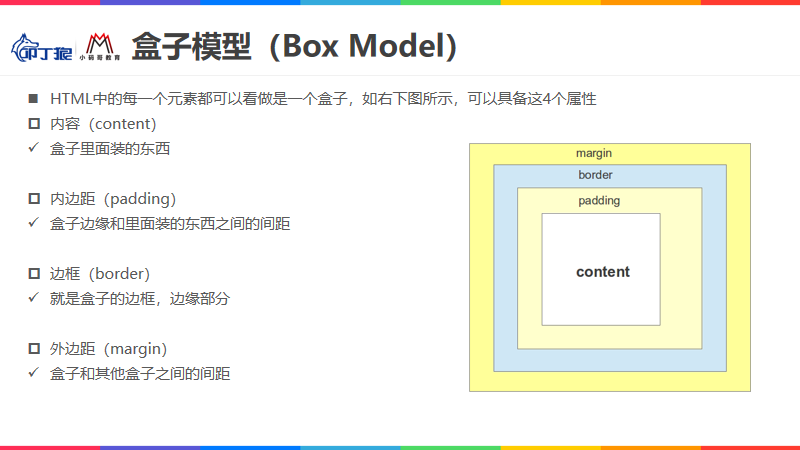 叩丁狼
小码哥教育
盒子模型（Box Model）
HTML中的每一个元素都可以看做是一个盒子，如右下图所示，可以具备这4个属性
内容（content）
盒子里面装的东西
内边距（padding）
盒子边缘和里面装的东西之间的间距
边框（border）
就是盒子的边框，边缘部分
外边距（margin）
盒子和其他盒子之间的间距
margin
border
padding
content